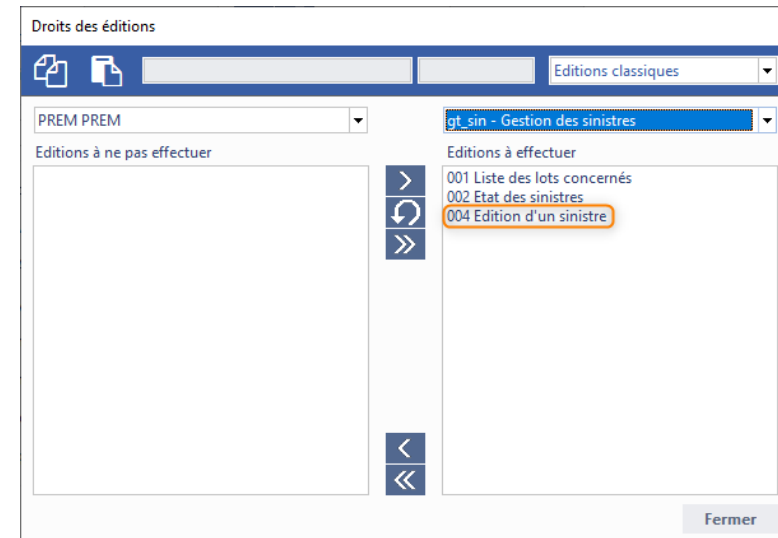 Droits des éditions
Editions classiques
PREM PREM
gt_sin - Gestion des sinistres
Editions à ne pas effectuer
Editions à effectuer
001 Liste des lots concernés
002 Etat des sinistres
004 Edition d'un sinistre
Fermer